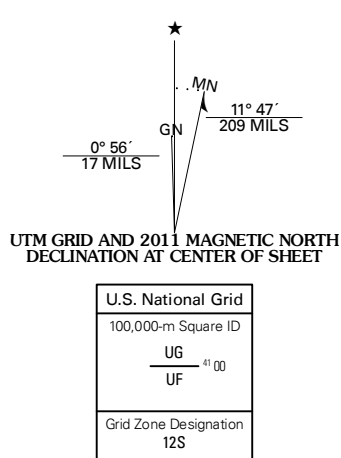 ★
MN
GN
11° 47´
209 MILS
0° 56´
17 MILS
UTM GRID AND 2011 MAGNETIC NORTH
DECLINATION AT CENTER OF SHEET
U.S. National Grid
100,000-m Square ID
UG
41 00
UF
Grid Zone Designation
12S